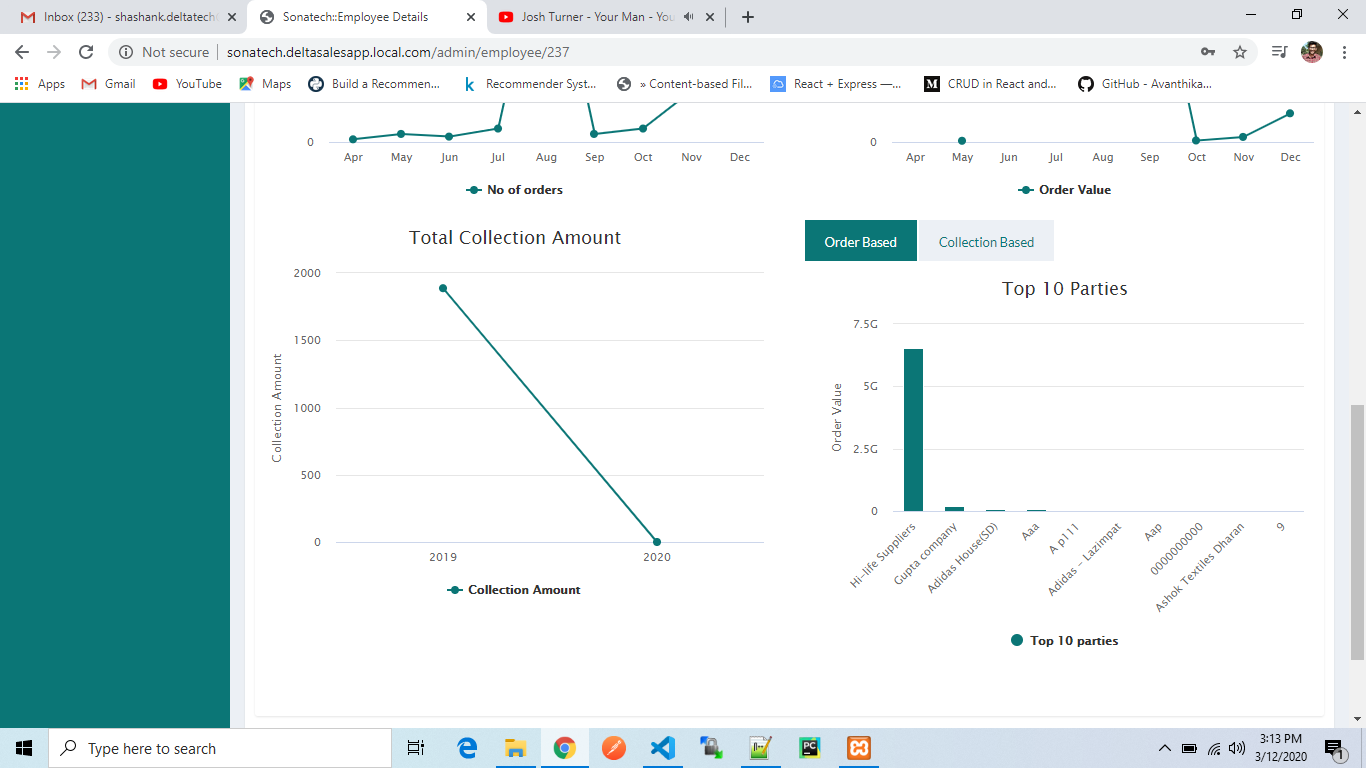 Inbox (233) - shashank.deltatech
Sonatech::Employee Details
Josh Turner - Your Man - You
Not secure
sonatech.deltasalesapp.local.com/admin/employee/237
Apps
Gmail
YouTube
Maps
Build a Recommen...
k
Recommender Syst...
» Content-based Fil...
React + Express —...
CRUD in React and...
GitHub - Avanthika...
0
Apr May Jun Jul Aug Sep Oct Nov Dec
No of orders
0
Apr May Jun Jul Aug Sep Oct Nov Dec
Order Value
Total Collection Amount
2000
1500
1000
500
0
Collection Amount
2019 2020
Collection Amount
Order Based
Collection Based
Top 10 Parties
7.5G
5G
2.5G
0
Order Value
Hi-life Suppliers
Gupta company
Adidas House(SD)
Aaa
A p111
Adidas - Lazimpat
Aap
0000000000
Ashok Textiles Dharan
9
Top 10 parties
Type here to search
3:13 PM
3/12/2020
1